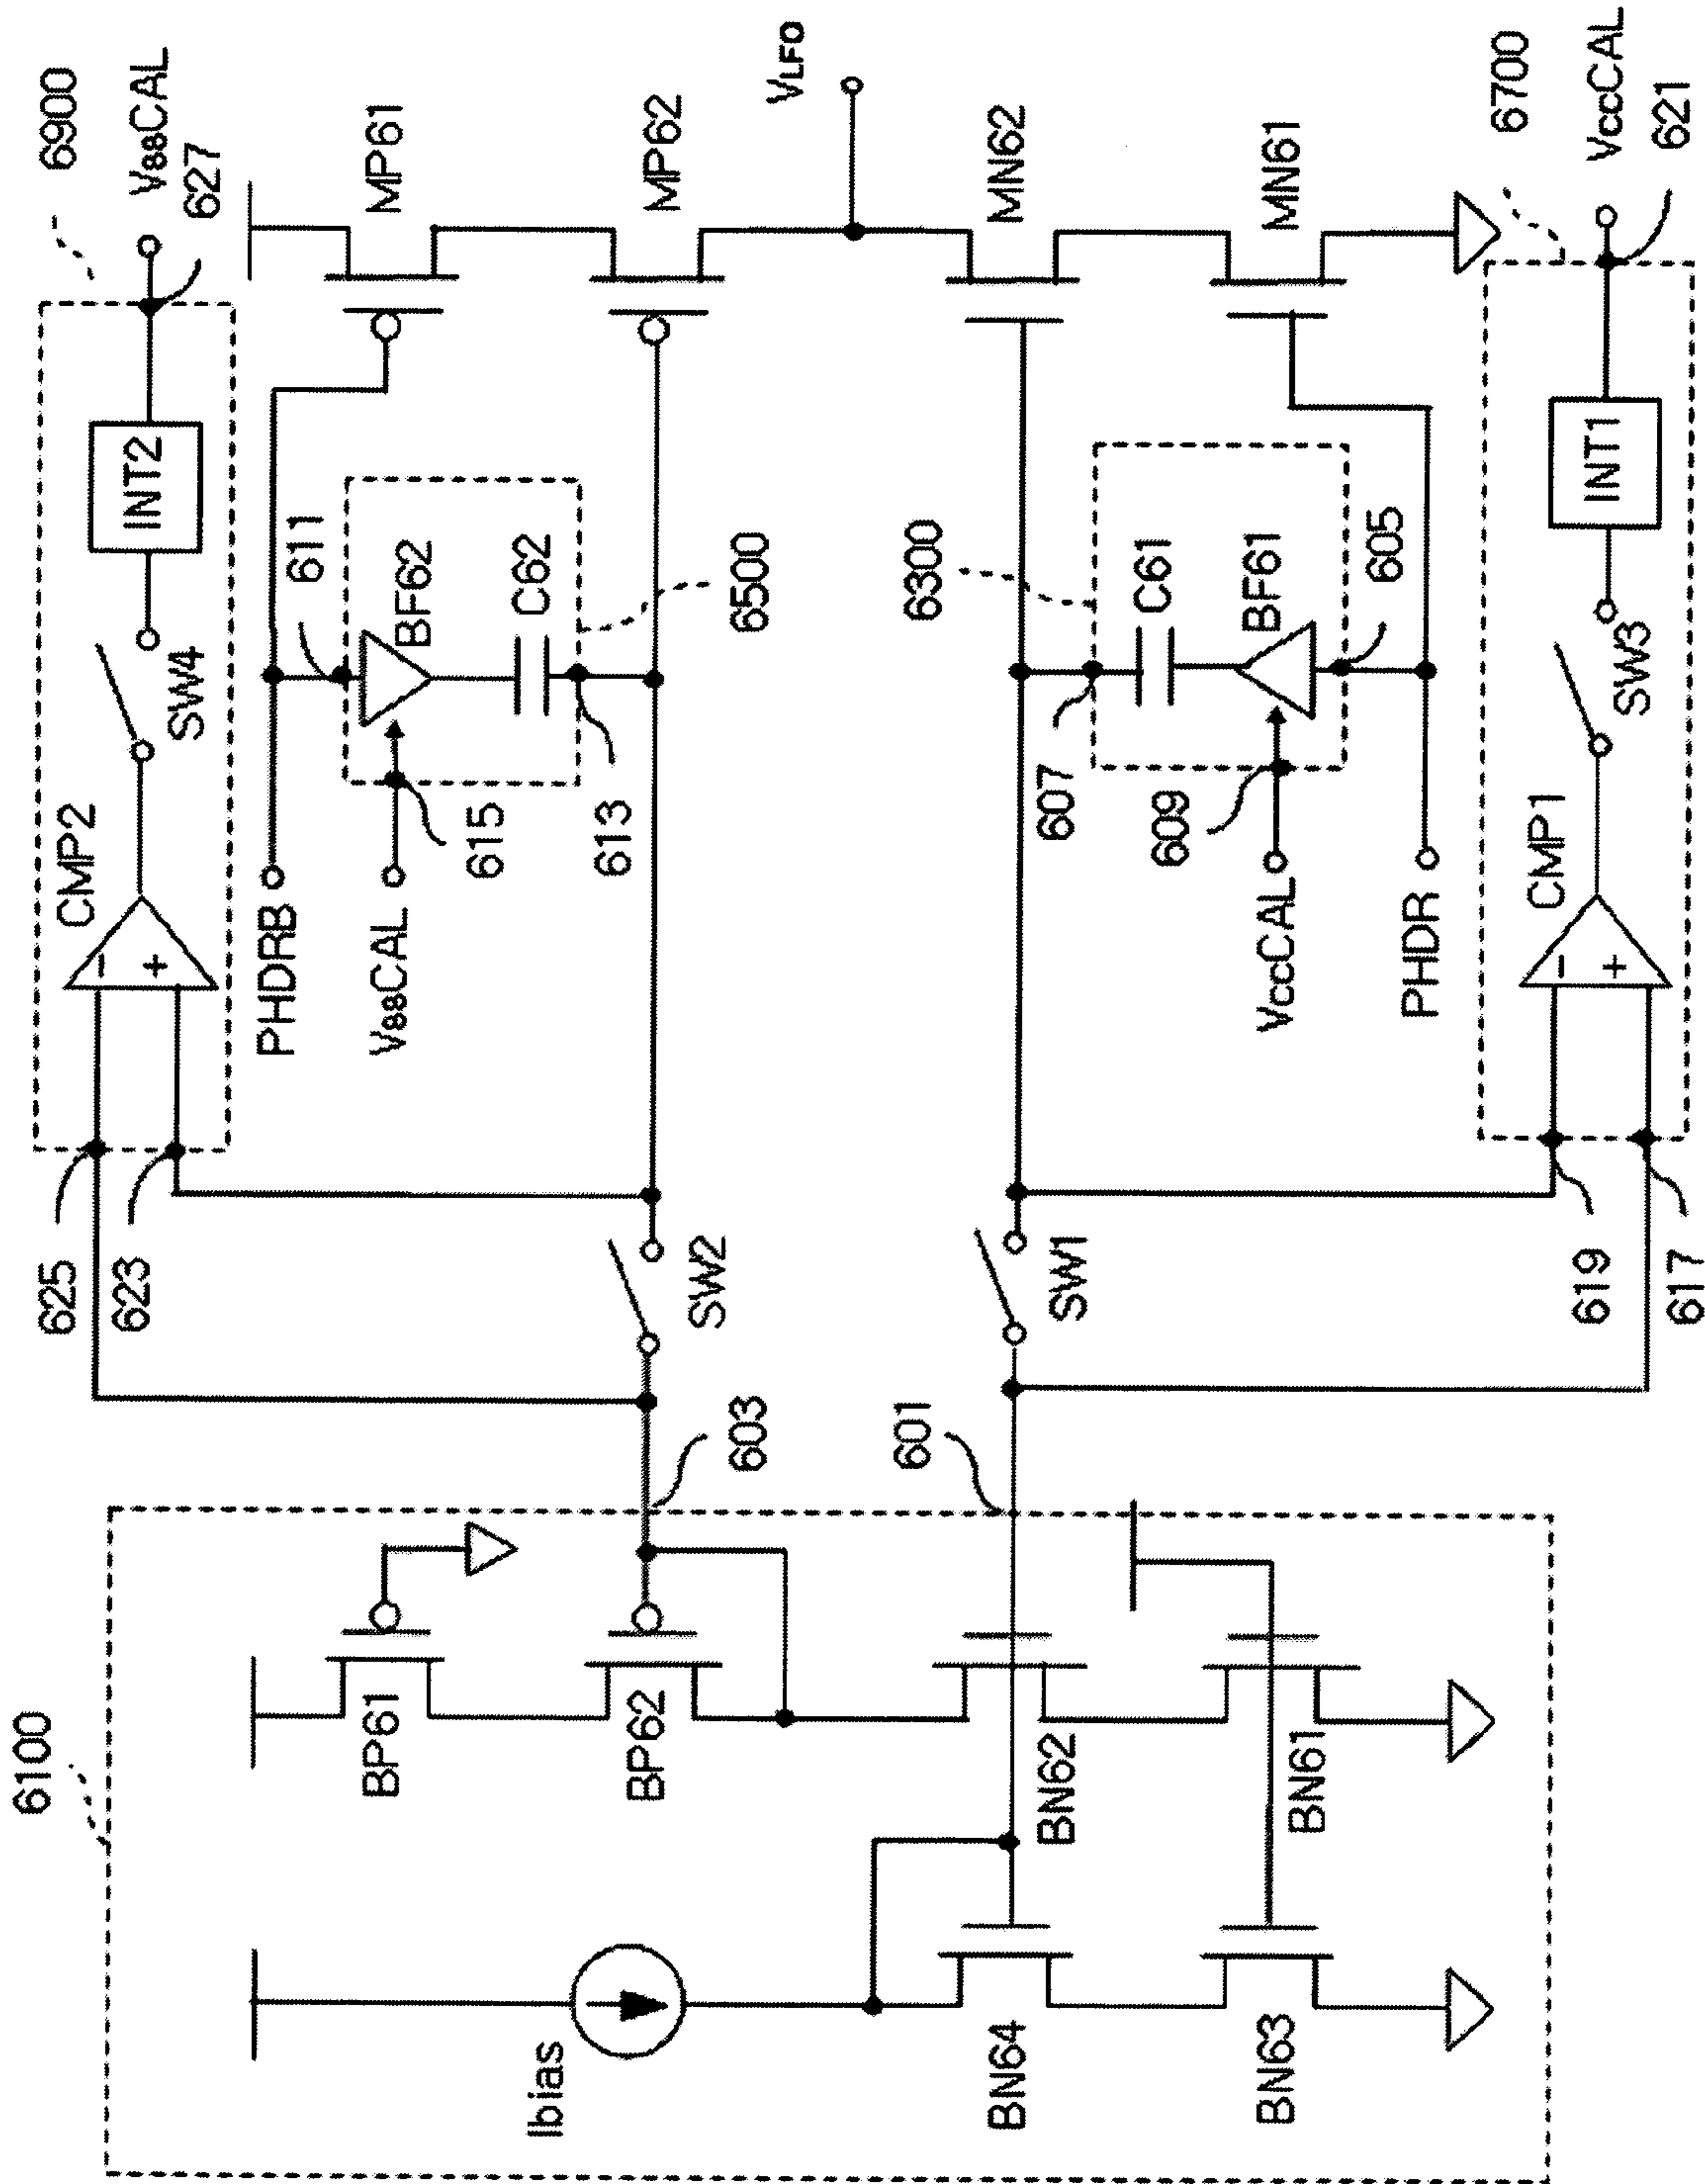 6900
V88CAL
627
CMP2
SW4
INT2
625
623
PHDRB
V88CAL
615
613
611
BF62
C62
6500
MP61
MP62
VLFO
SW2
603
601
SW1
6100
Ibias
BP61
BP62
BN64
BN63
BN62
BN61
6300
607
C61
BF61
609
605
VccCAL
PHDR
MN62
MN61
619
617
CMP1
SW3
INT1
6700
VccCAL
621
−
+
−
+